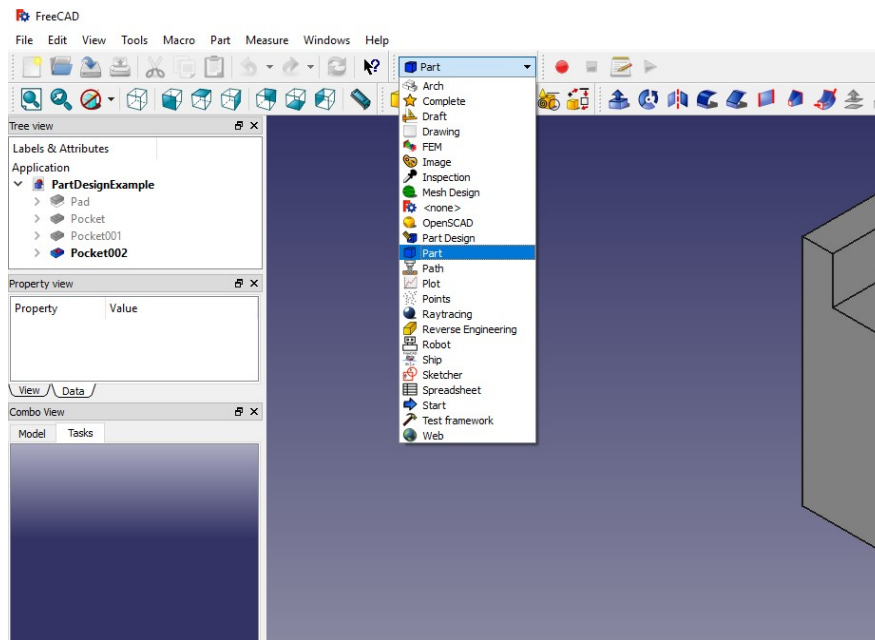 FreeCAD
File Edit View Tools Macro Part Measure Windows Help
Part
Tree view
Labels & Attributes
Application
PartDesignExample
Pad
Pocket
Pocket001
Pocket002
Property view
Property Value
View Data
Combo View
Model Tasks
Arch
Complete
Draft
Drawing
FEM
Image
Inspection
Mesh Design
<none>
OpenSCAD
Part Design
Part
Path
Plot
Points
Raytracing
Reverse Engineering
Robot
Ship
Sketcher
Spreadsheet
Start
Test framework
Web